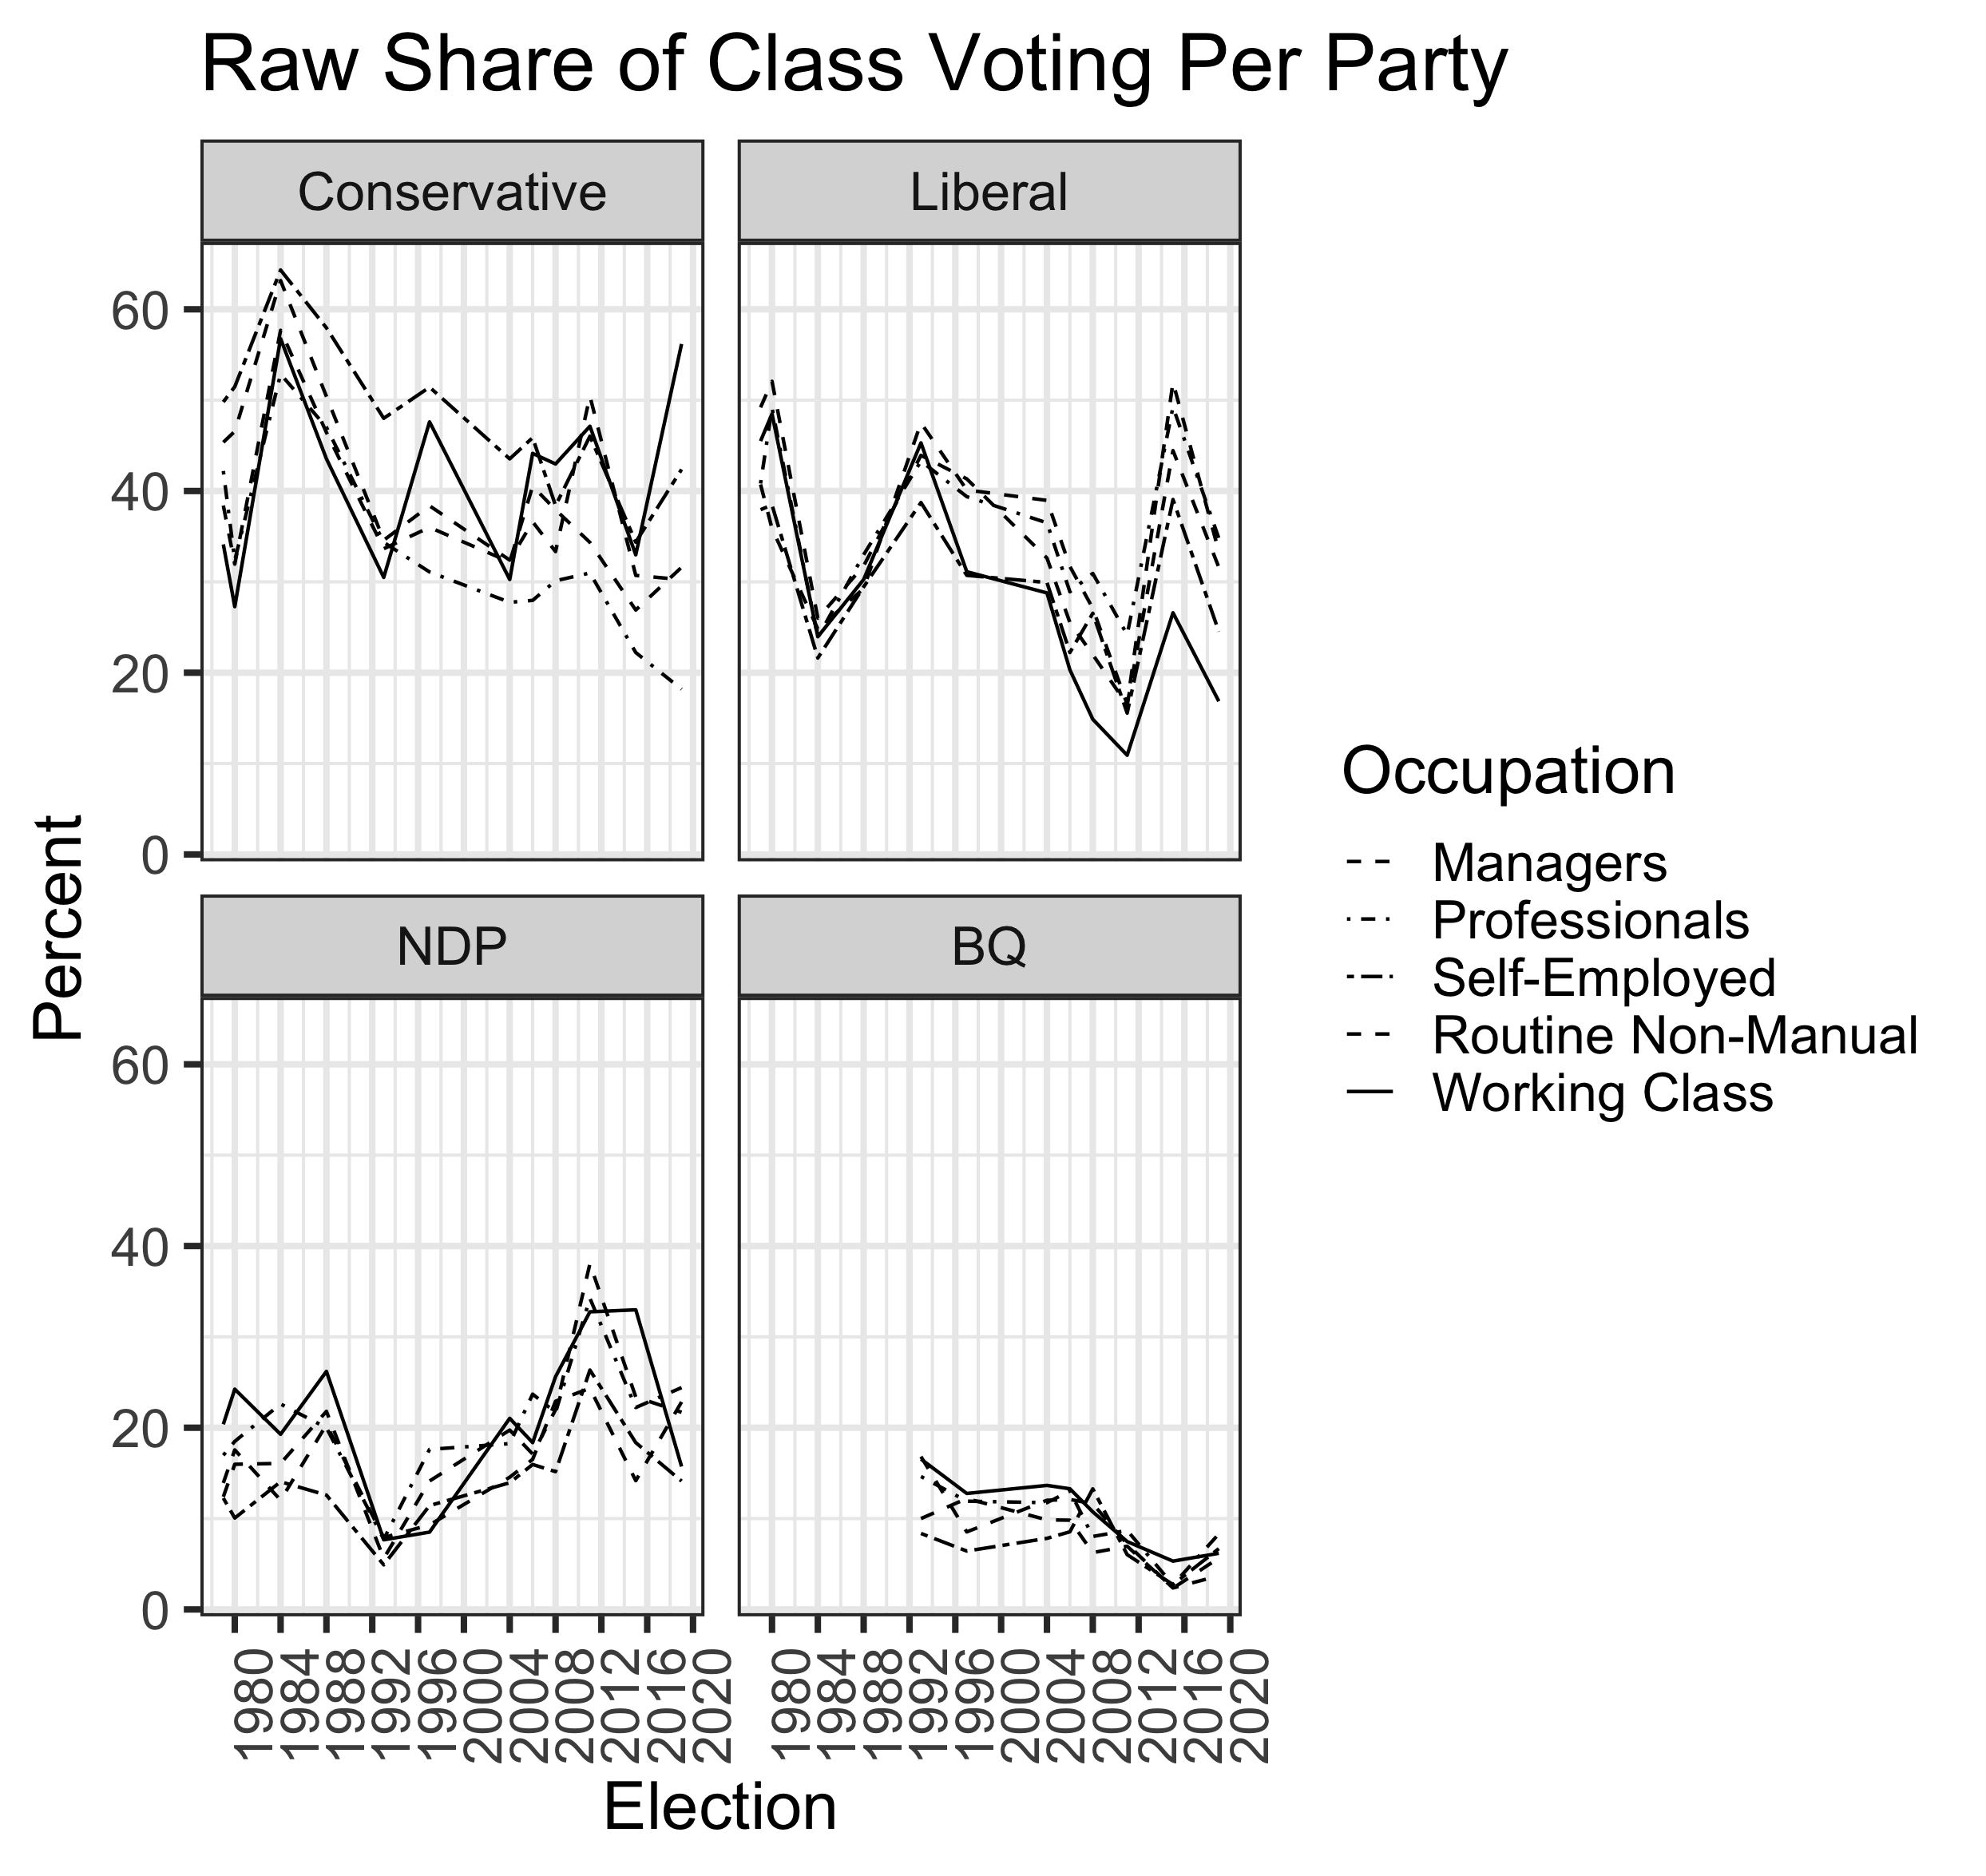 Raw Share of Class Voting Per Party
Conservative
Liberal
60
40
20
0
NDP
BQ
60
40
20
0
1980
1984
1988
1992
1996
2000
2004
2008
2012
2016
2020
1980
1984
1988
1992
1996
2000
2004
2008
2012
2016
2020
Percent
Election
Occupation
Managers
Professionals
Self-Employed
Routine Non-Manual
Working Class